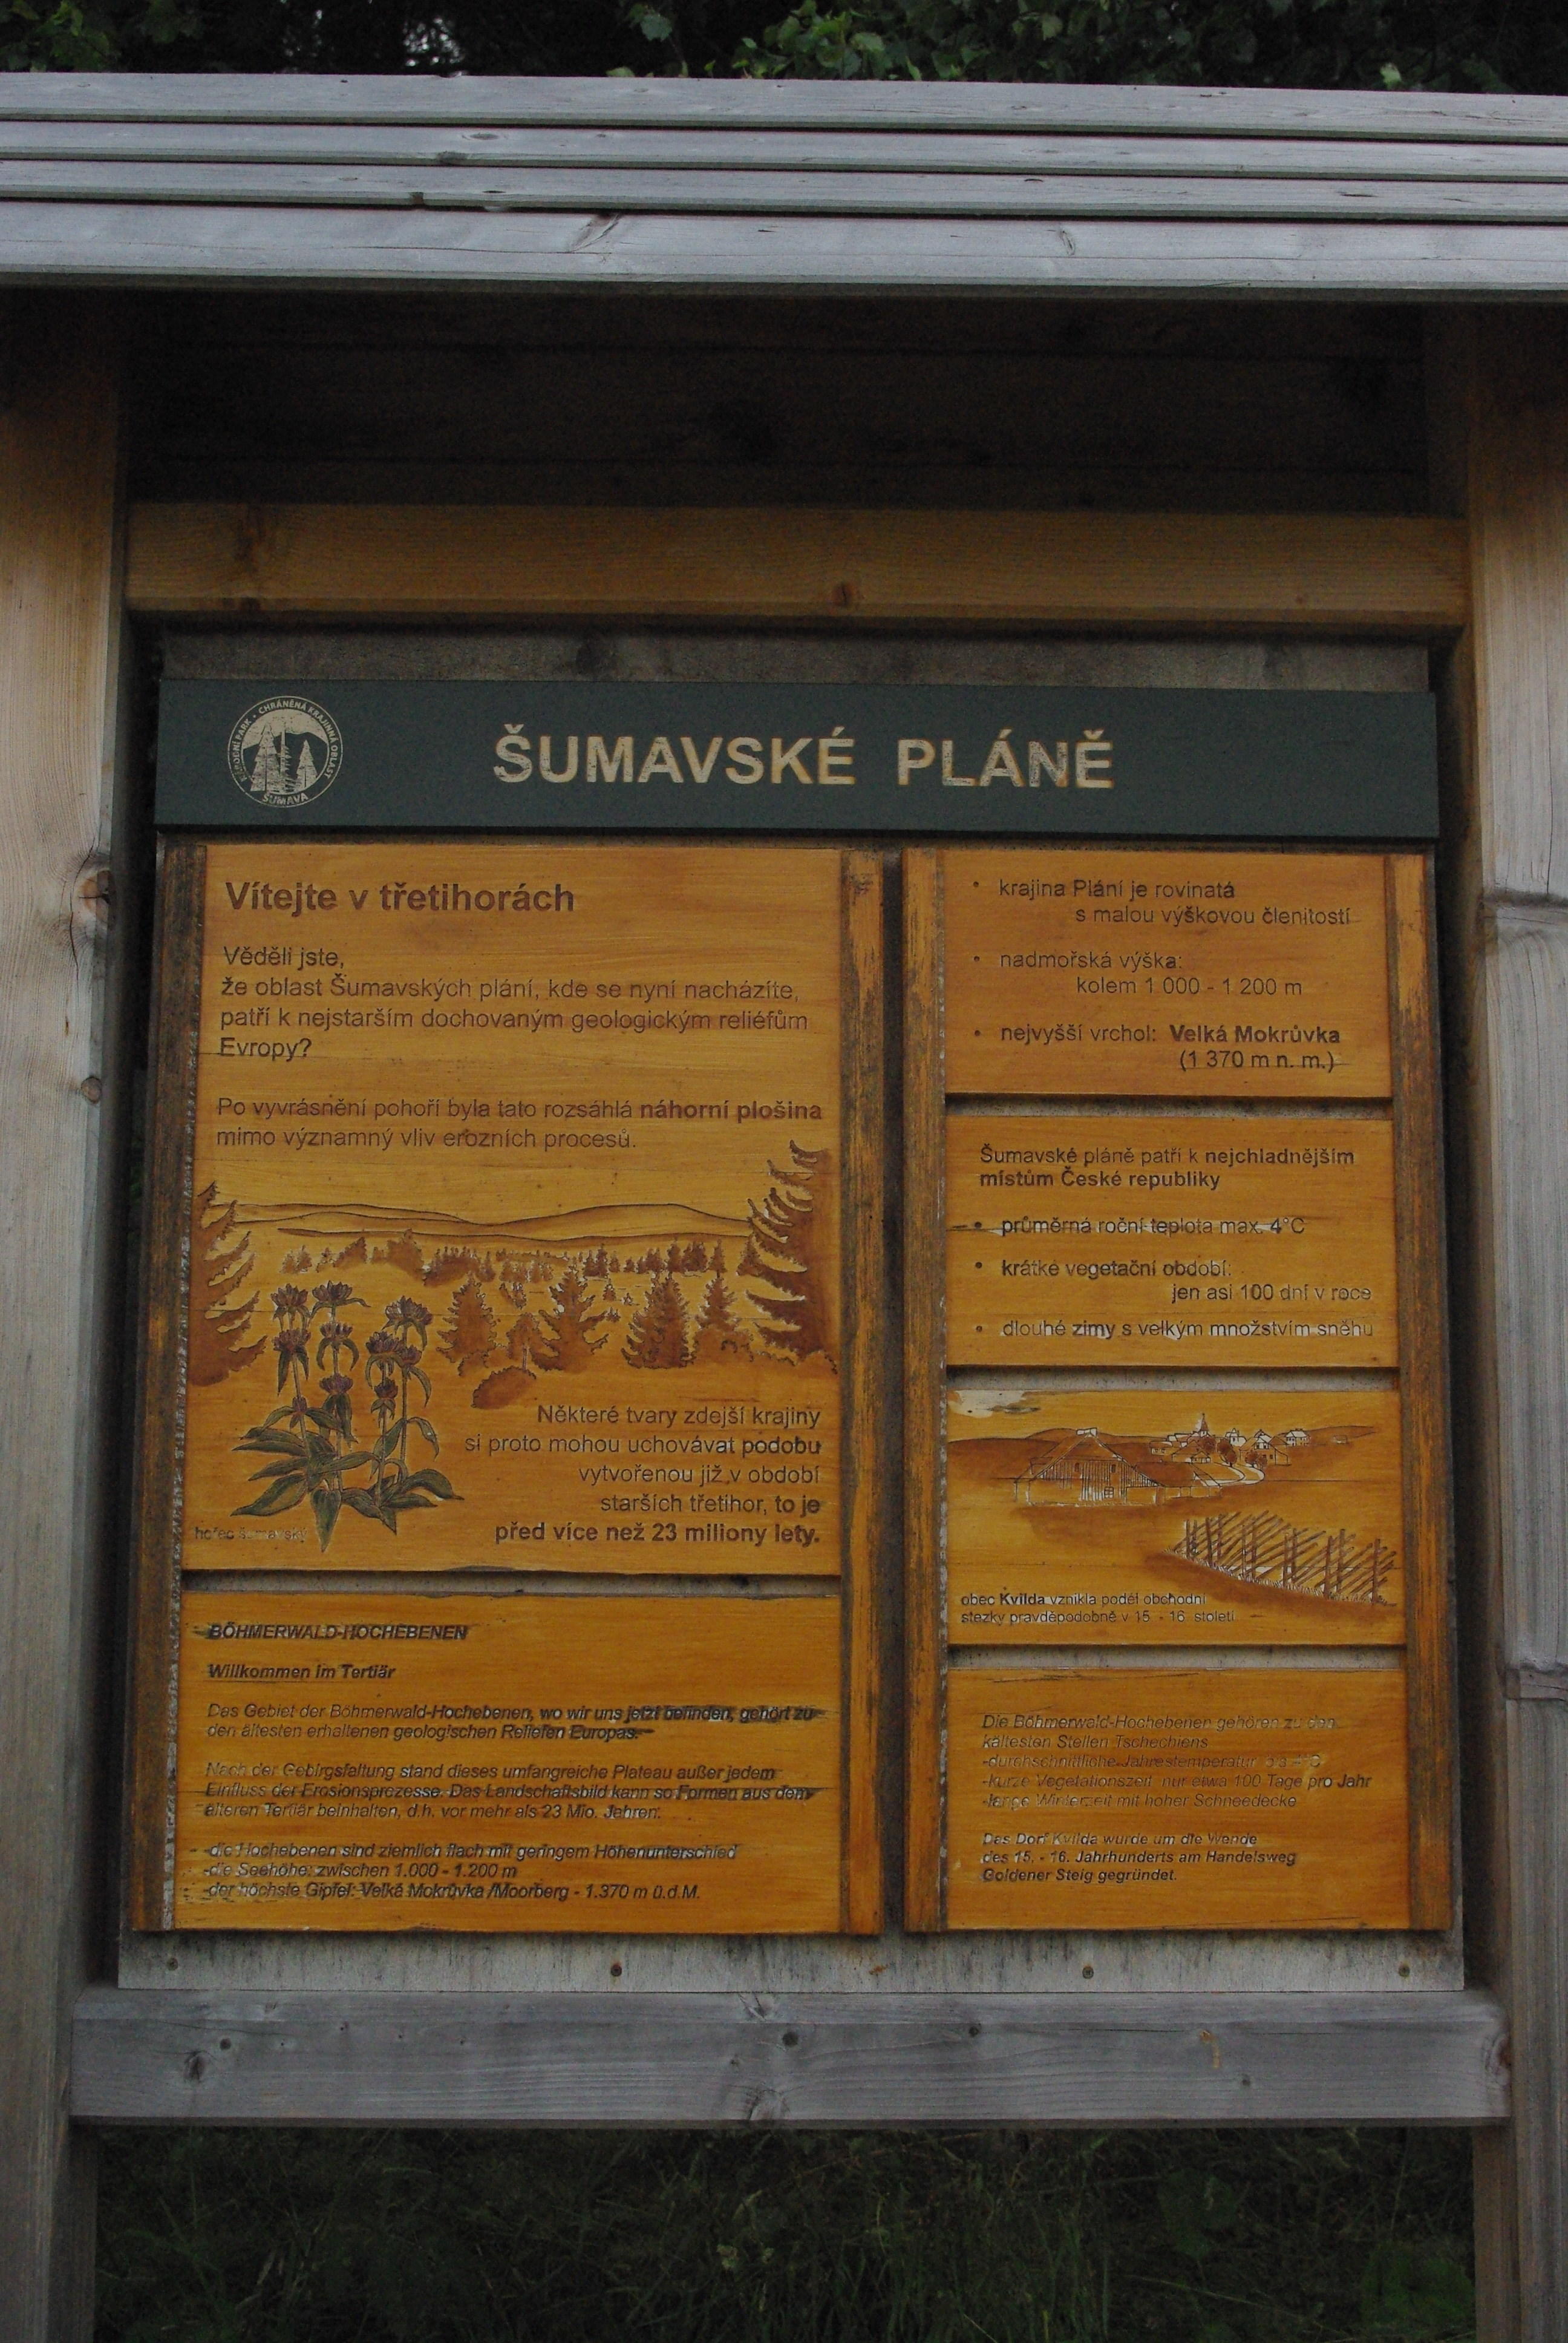 NÁRODNÍ PARK • CHRÁNĚNÁ KRAJINNÁ OBLAST
ŠUMAVA
ŠUMAVSKÉ PLÁNĚ
Vítejte v třetihorách
Věděli jste,
že oblast Šumavských plání, kde se nyní nacházíte,
patří k nejstarším dochovaným geologickým reliéfům
Evropy?
Po vyvrásnění pohoří byla tato rozsáhlá náhorní plošina
mimo významný vliv erozních procesů.
Některé tvary zdejší krajiny
si proto mohou uchovávat podobu
vytvořenou již v období
starších třetihor, to je
před více než 23 miliony lety.
hořec šumavský
BÖHMERWALD-HOCHEBENEN
Willkommen im Tertiär
Das Gebiet der Böhmerwald-Hochebenen, wo wir uns jetzt befinden, gehört zu
den ältesten erhaltenen geologischen Reliefen Europas.
Nach der Gebirgsfaltung stand dieses umfangreiche Plateau außer jedem
Einfluss der Erosionsprozesse. Das Landschaftsbild kann so Formen aus dem
älteren Tertiär beinhalten, d.h. vor mehr als 23 Mio. Jahren.
-die Hochebenen sind ziemlich flach mit geringem Höhenunterschied
-die Seehöhe: zwischen 1.000 - 1.200 m
-der höchste Gipfel: Velká Mokrůvka /Moorberg - 1.370 m ü.d.M.
• krajina Plání je rovinatá
s malou výškovou členitostí
• nadmořská výška:
kolem 1 000 - 1 200 m
• nejvyšší vrchol: Velká Mokrůvka
(1 370 m n. m.)
Šumavské pláně patří k nejchladnějším
místům České republiky
• průměrná roční teplota max. 4°C
• krátké vegetační období:
jen asi 100 dní v roce
• dlouhé zimy s velkým množstvím sněhu
obec Kvilda vznikla podél obchodní
stezky pravděpodobně v 15. - 16. století
Die Böhmerwald-Hochebenen gehören zu den
kältesten Stellen Tschechiens
-durchschnittliche Jahrestemperatur bis 4°C
-kurze Vegetationszeit nur etwa 100 Tage pro Jahr
-lange Winterzeit mit hoher Schneedecke
Das Dorf Kvilda wurde um die Wende
des 15. - 16. Jahrhunderts am Handelsweg
Goldener Steig gegründet.